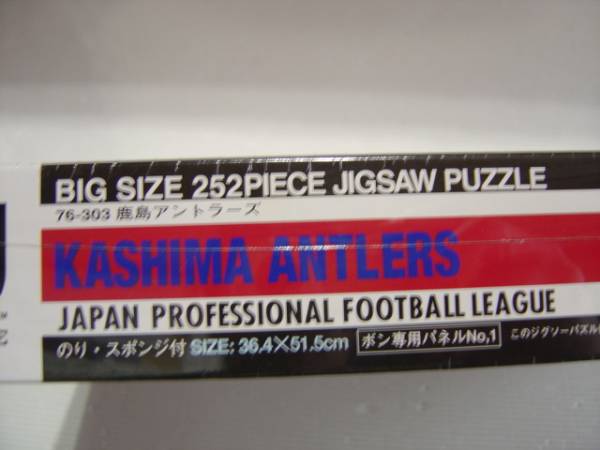 BIG SIZE 252PIECE JIGSAW PUZZLE
76-303 鹿島アントラーズ
KASHIMA ANTLERS
JAPAN PROFESSIONAL FOOTBALL LEAGUE
のり・スポンジ付 SIZE; 36.4×51.5cm ボン専用パネルNo.1 このジグソーパズル